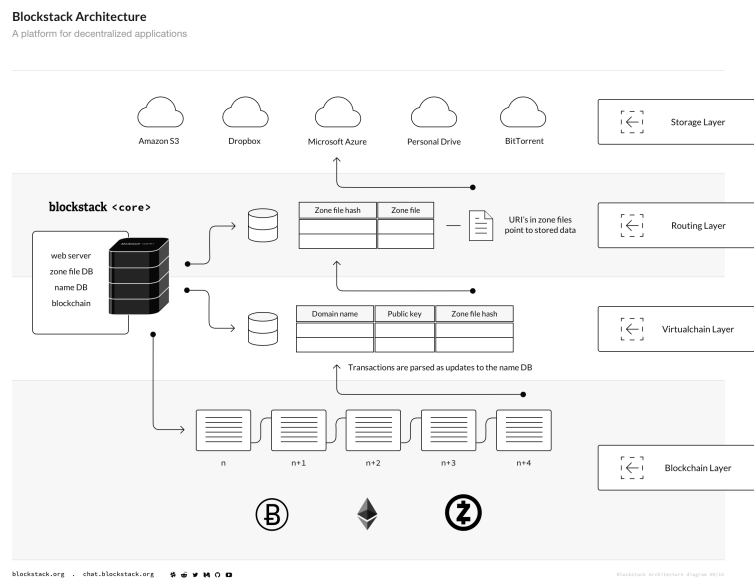 Blockstack Architecture
A platform for decentralized applications
Amazon S3
Dropbox
Microsoft Azure
Personal Drive
BitTorrent
Storage Layer
blockstack <core>
web server
zone file DB
name DB
blockchain
Zone file hash
Zone file
URI's in zone files
point to stored data
Routing Layer
Domain name
Public key
Zone file hash
Virtualchain Layer
Transactions are parsed as updates to the name DB
n
n+1
n+2
n+3
n+4
Blockchain Layer
blockstack.org . chat.blockstack.org
Blockstack Architecture diagram